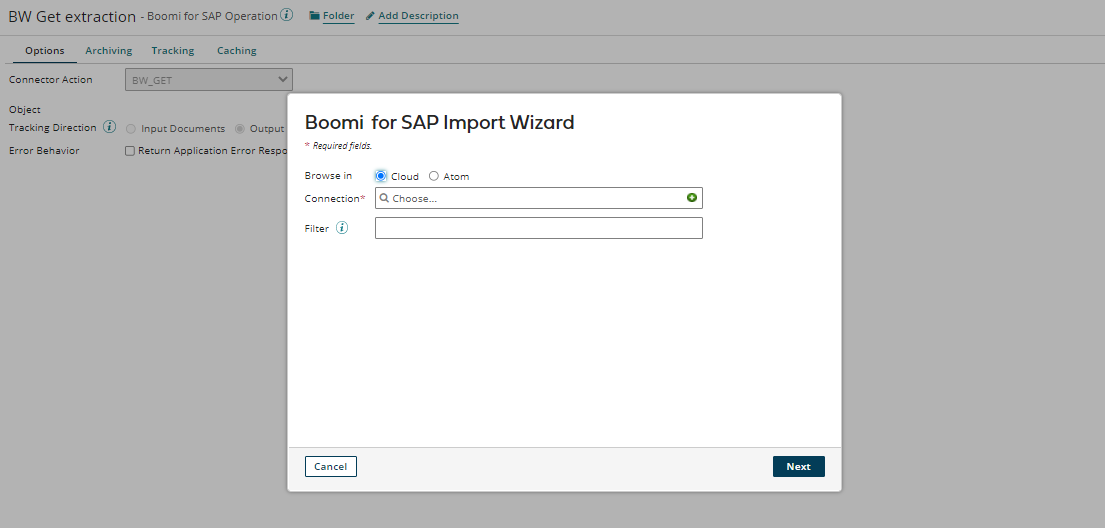 BW Get extraction - Boomi for SAP Operation i Folder Add Description
Options Archiving Tracking Caching
Connector Action BW_GET
Object
Tracking Direction i Input Documents Output
Error Behavior Return Application Error Respo
Boomi for SAP Import Wizard
* Required fields.
Browse in Cloud Atom
Connection* Choose...
Filter i
Cancel Next